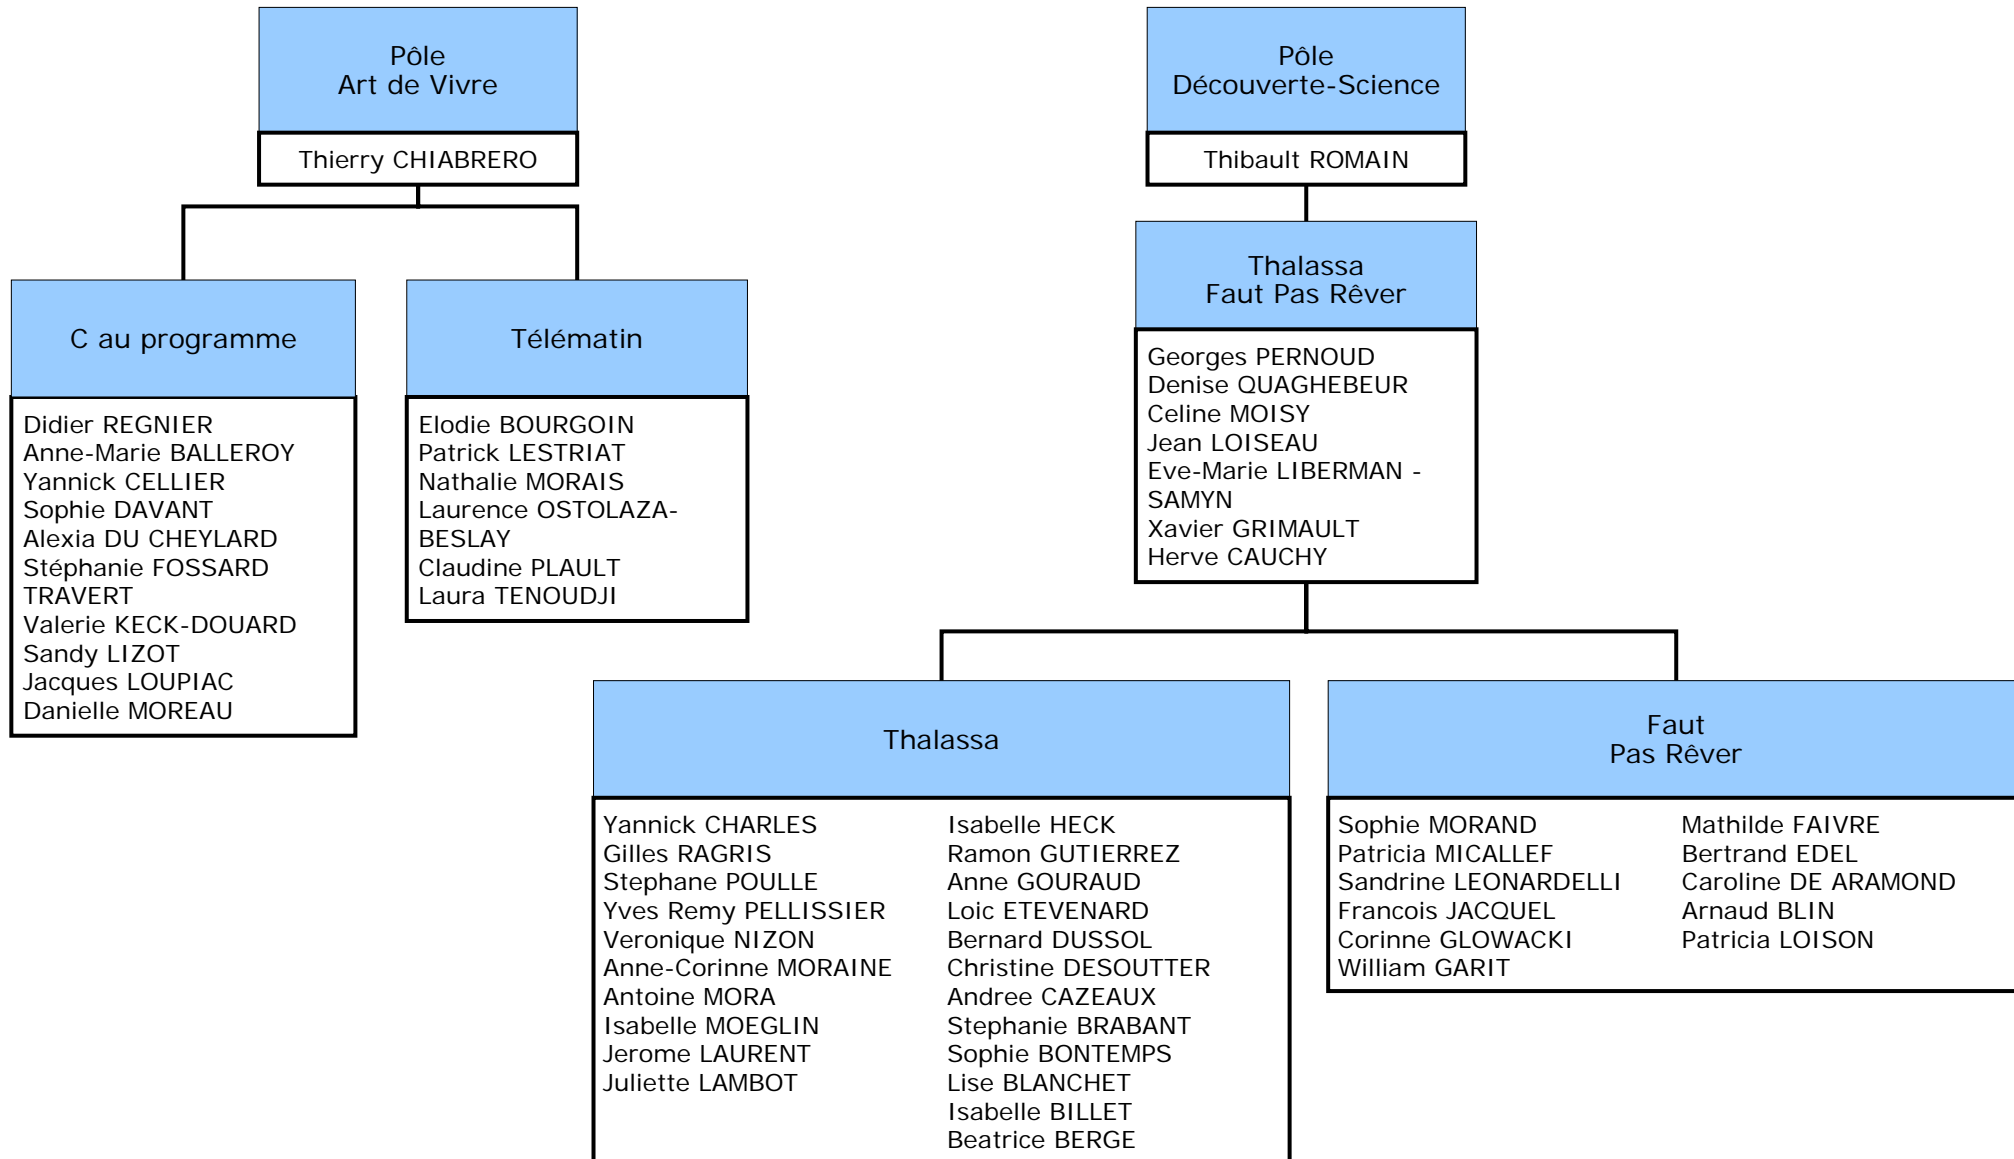 Pôle
Art de Vivre
Thierry CHIABRERO
Pôle
Découverte-Science
Thibault ROMAIN
C au programme
Didier REGNIER
Anne-Marie BALLEROY
Yannick CELLIER
Sophie DAVANT
Alexia DU CHEYLARD
Stéphanie FOSSARD
TRAVERT
Valerie KECK-DOUARD
Sandy LIZOT
Jacques LOUPIAC
Danielle MOREAU
Télématin
Elodie BOURGOIN
Patrick LESTRIAT
Nathalie MORAIS
Laurence OSTOLAZA-
BESLAY
Claudine PLAULT
Laura TENOUDJI
Thalassa
Faut Pas Rêver
Georges PERNOUD
Denise QUAGHEBEUR
Celine MOISY
Jean LOISEAU
Eve-Marie LIBERMAN -
SAMYN
Xavier GRIMAULT
Herve CAUCHY
Thalassa
Yannick CHARLES
Gilles RAGRIS
Stephane POULLE
Yves Remy PELLISSIER
Veronique NIZON
Anne-Corinne MORAINE
Antoine MORA
Isabelle MOEGLIN
Jerome LAURENT
Juliette LAMBOT
Isabelle HECK
Ramon GUTIERREZ
Anne GOURAUD
Loic ETEVENARD
Bernard DUSSOL
Christine DESOUTTER
Andree CAZEAUX
Stephanie BRABANT
Sophie BONTEMPS
Lise BLANCHET
Isabelle BILLET
Beatrice BERGE
Faut
Pas Rêver
Sophie MORAND
Patricia MICALLEF
Sandrine LEONARDELLI
Francois JACQUEL
Corinne GLOWACKI
William GARIT
Mathilde FAIVRE
Bertrand EDEL
Caroline DE ARAMOND
Arnaud BLIN
Patricia LOISON